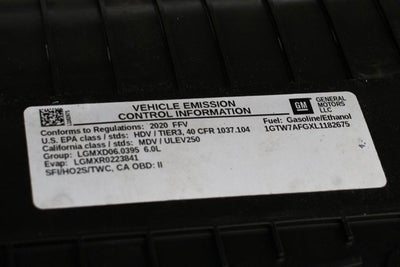 VEHICLE EMISSION
CONTROL INFORMATION
GM
GENERAL
MOTORS LLC
Conforms to Regulations: 2020 FFV
Fuel: Gasoline/Ethanol
U.S. EPA class / stds: HDV / TIER3, 40 CFR 1037.104
1GTW7AFGXL1182675
California class / stds: MDV / ULEV250
Group: LGMXD06.0395 6.0L
Evap: LGMXR0223841
SFI/HO2S/TWC, CA OBD: II